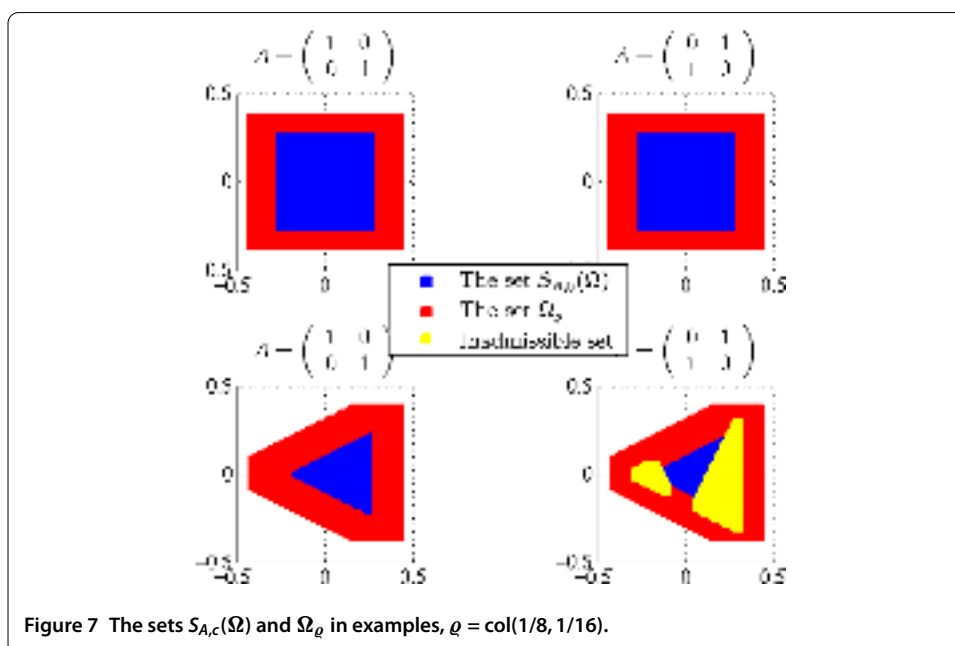 A = ( 1 0
0 1 )
A = ( 0 1
1 0 )
0.5
0
0.5
0
-0.5 0 0.5
-0.5 0 0.5
The set
The set Ω
Inadmissible set
A = ( 1 0
0 1 )
= ( 0 1
1 0 )
0.5
0
-0.5
0.5
0
-0.5
-0.5 0 0.5
-0.5 0 0.5
Figure 7 The sets S_{A,c}(Ω) and Ω_ϱ in examples, ϱ = col(1/8, 1/16).